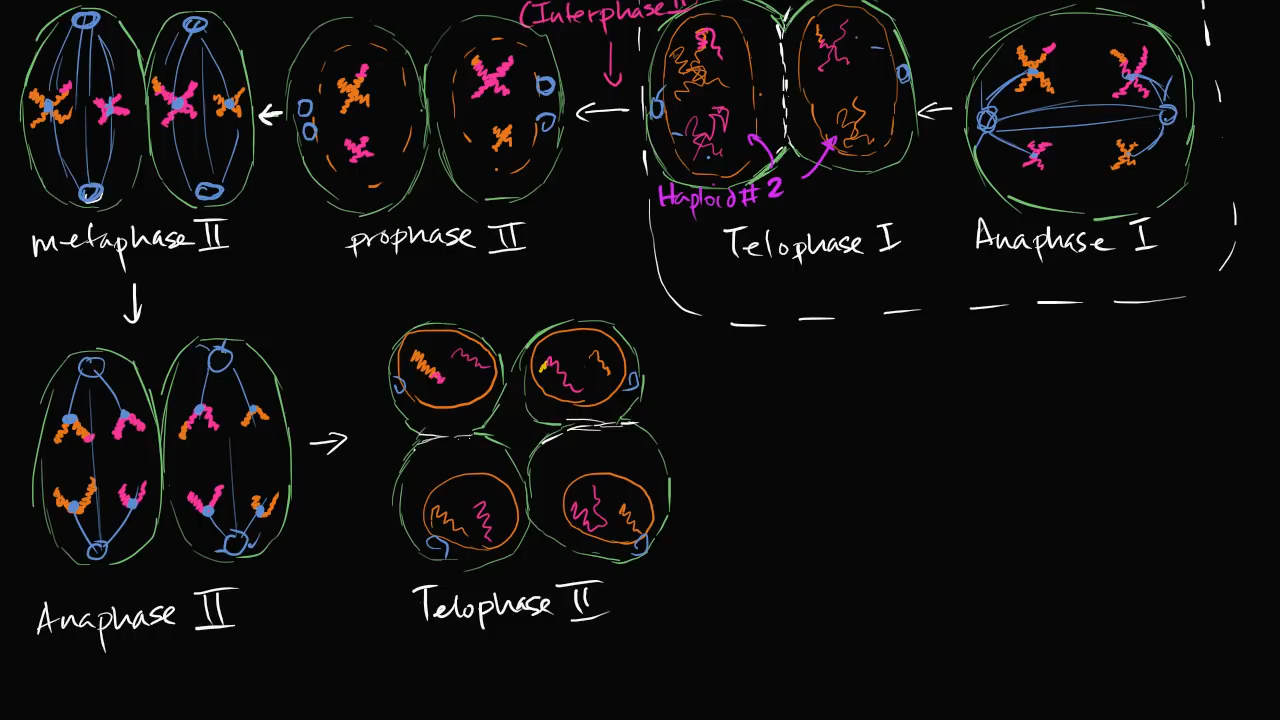 (Interphase II
Haploid# 2
metaphase II
prophase II
Telophase I
Anaphase I
Anaphase II
Telophase II